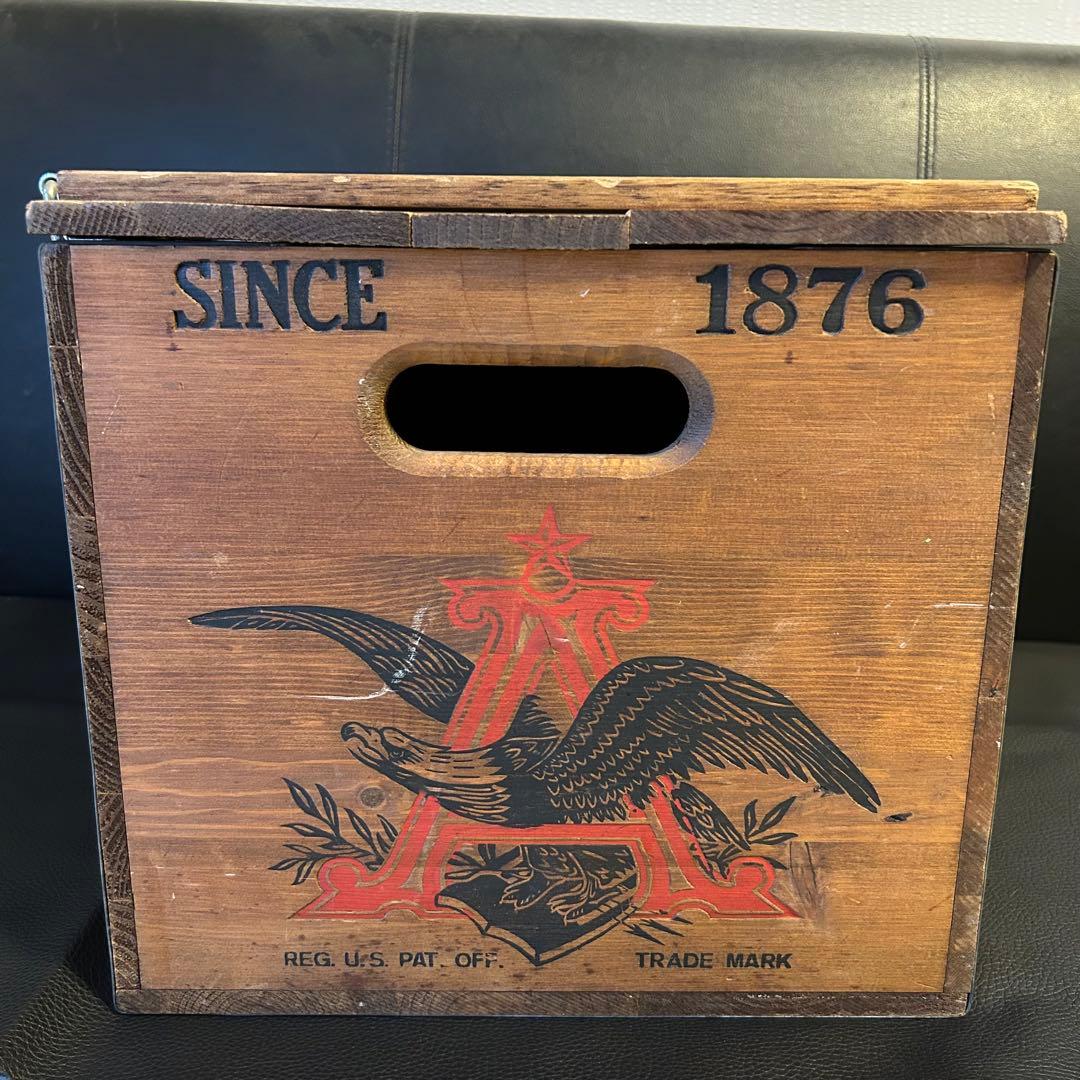 SINCE 1876
REG. U.S. PAT. OFF. TRADE MARK